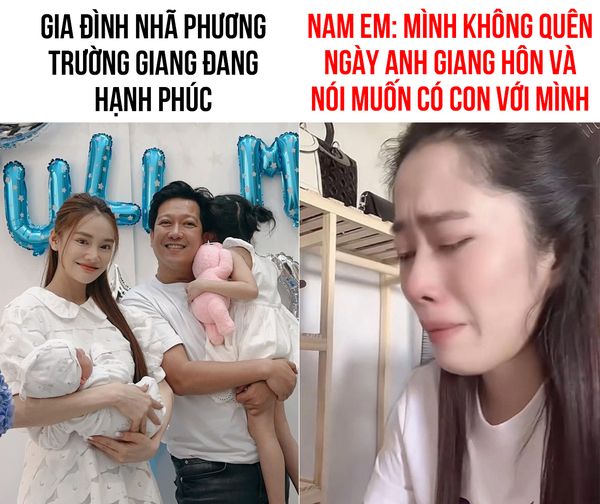 GIA ĐÌNH NHÃ PHƯƠNG
TRƯỜNG GIANG ĐANG
HẠNH PHÚC
NAM EM: MÌNH KHÔNG QUÊN
NGÀY ANH GIANG HÔN VÀ
NÓI MUỐN CÓ CON VỚI MÌNH